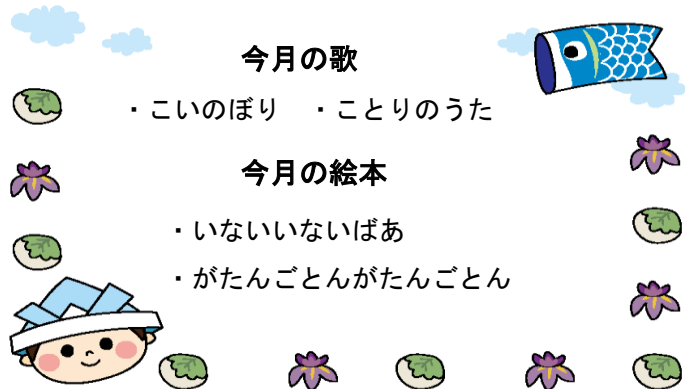 今月の歌
・こいのぼり　・ことりのうた
今月の絵本
・いないいないばあ
・がたんごとんがたんごとん